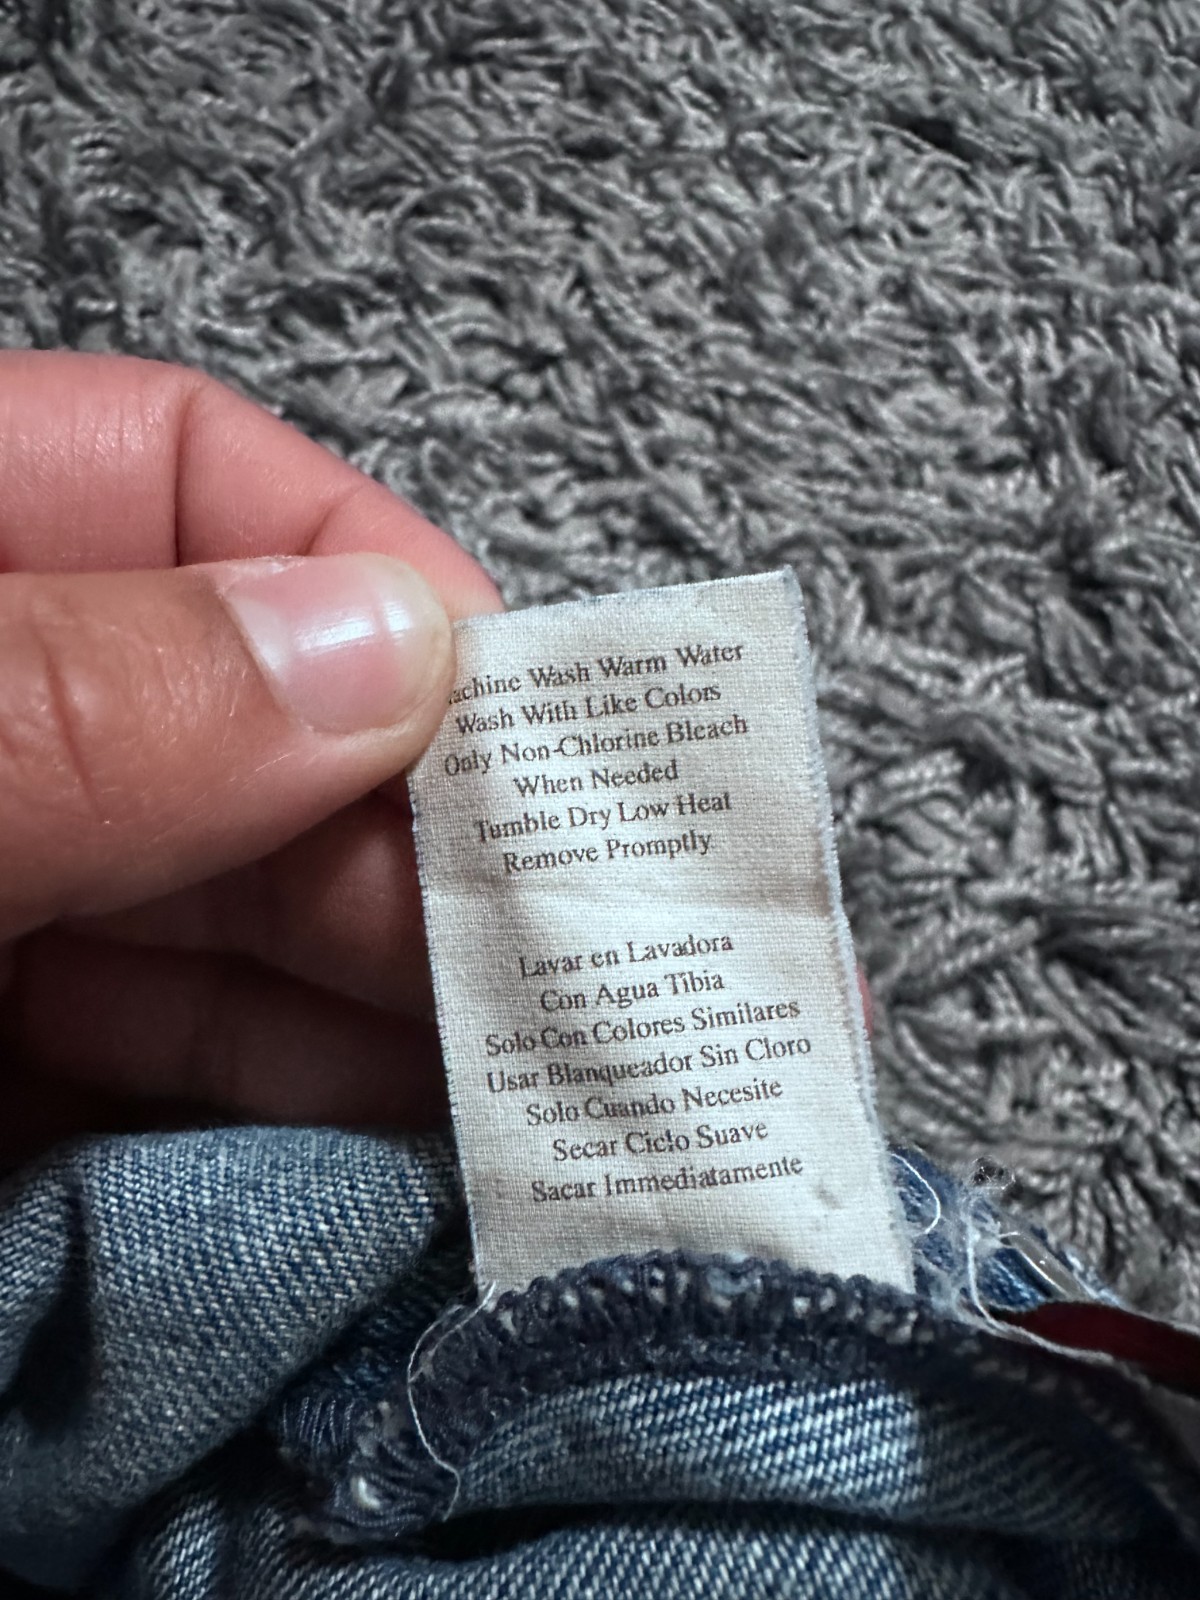 achine Wash Warm Water
Wash With Like Colors
Only Non-Chlorine Bleach
When Needed
Tumble Dry Low Heat
Remove Promptly
Lavar en Lavadora
Con Agua Tibia
Solo Con Colores Similares
Usar Blanqueador Sin Cloro
Solo Cuando Necesite
Secar Ciclo Suave
Sacar Immediatamente